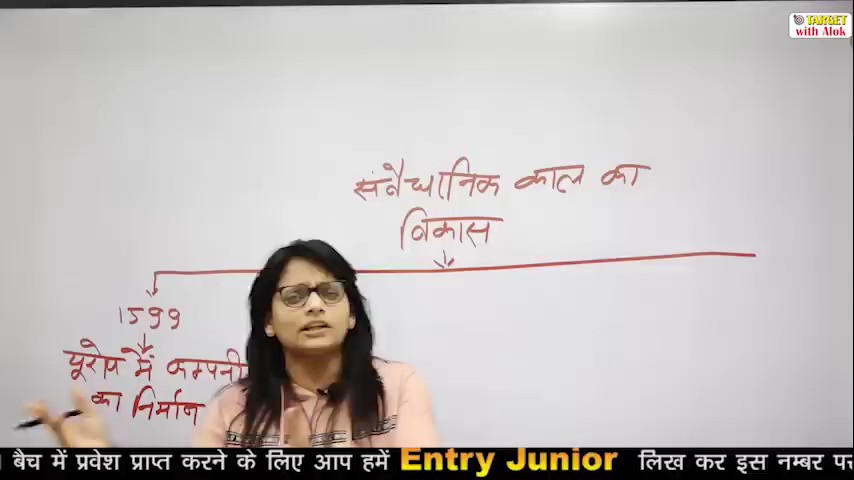 TARGET
with Alok
संवैधानिक काल का
विकास
1599
यूरोप में कम्पनी
का निर्माण
बैच में प्रवेश प्राप्त करने के लिए आप हमें Entry Junior लिख कर इस नम्बर पर